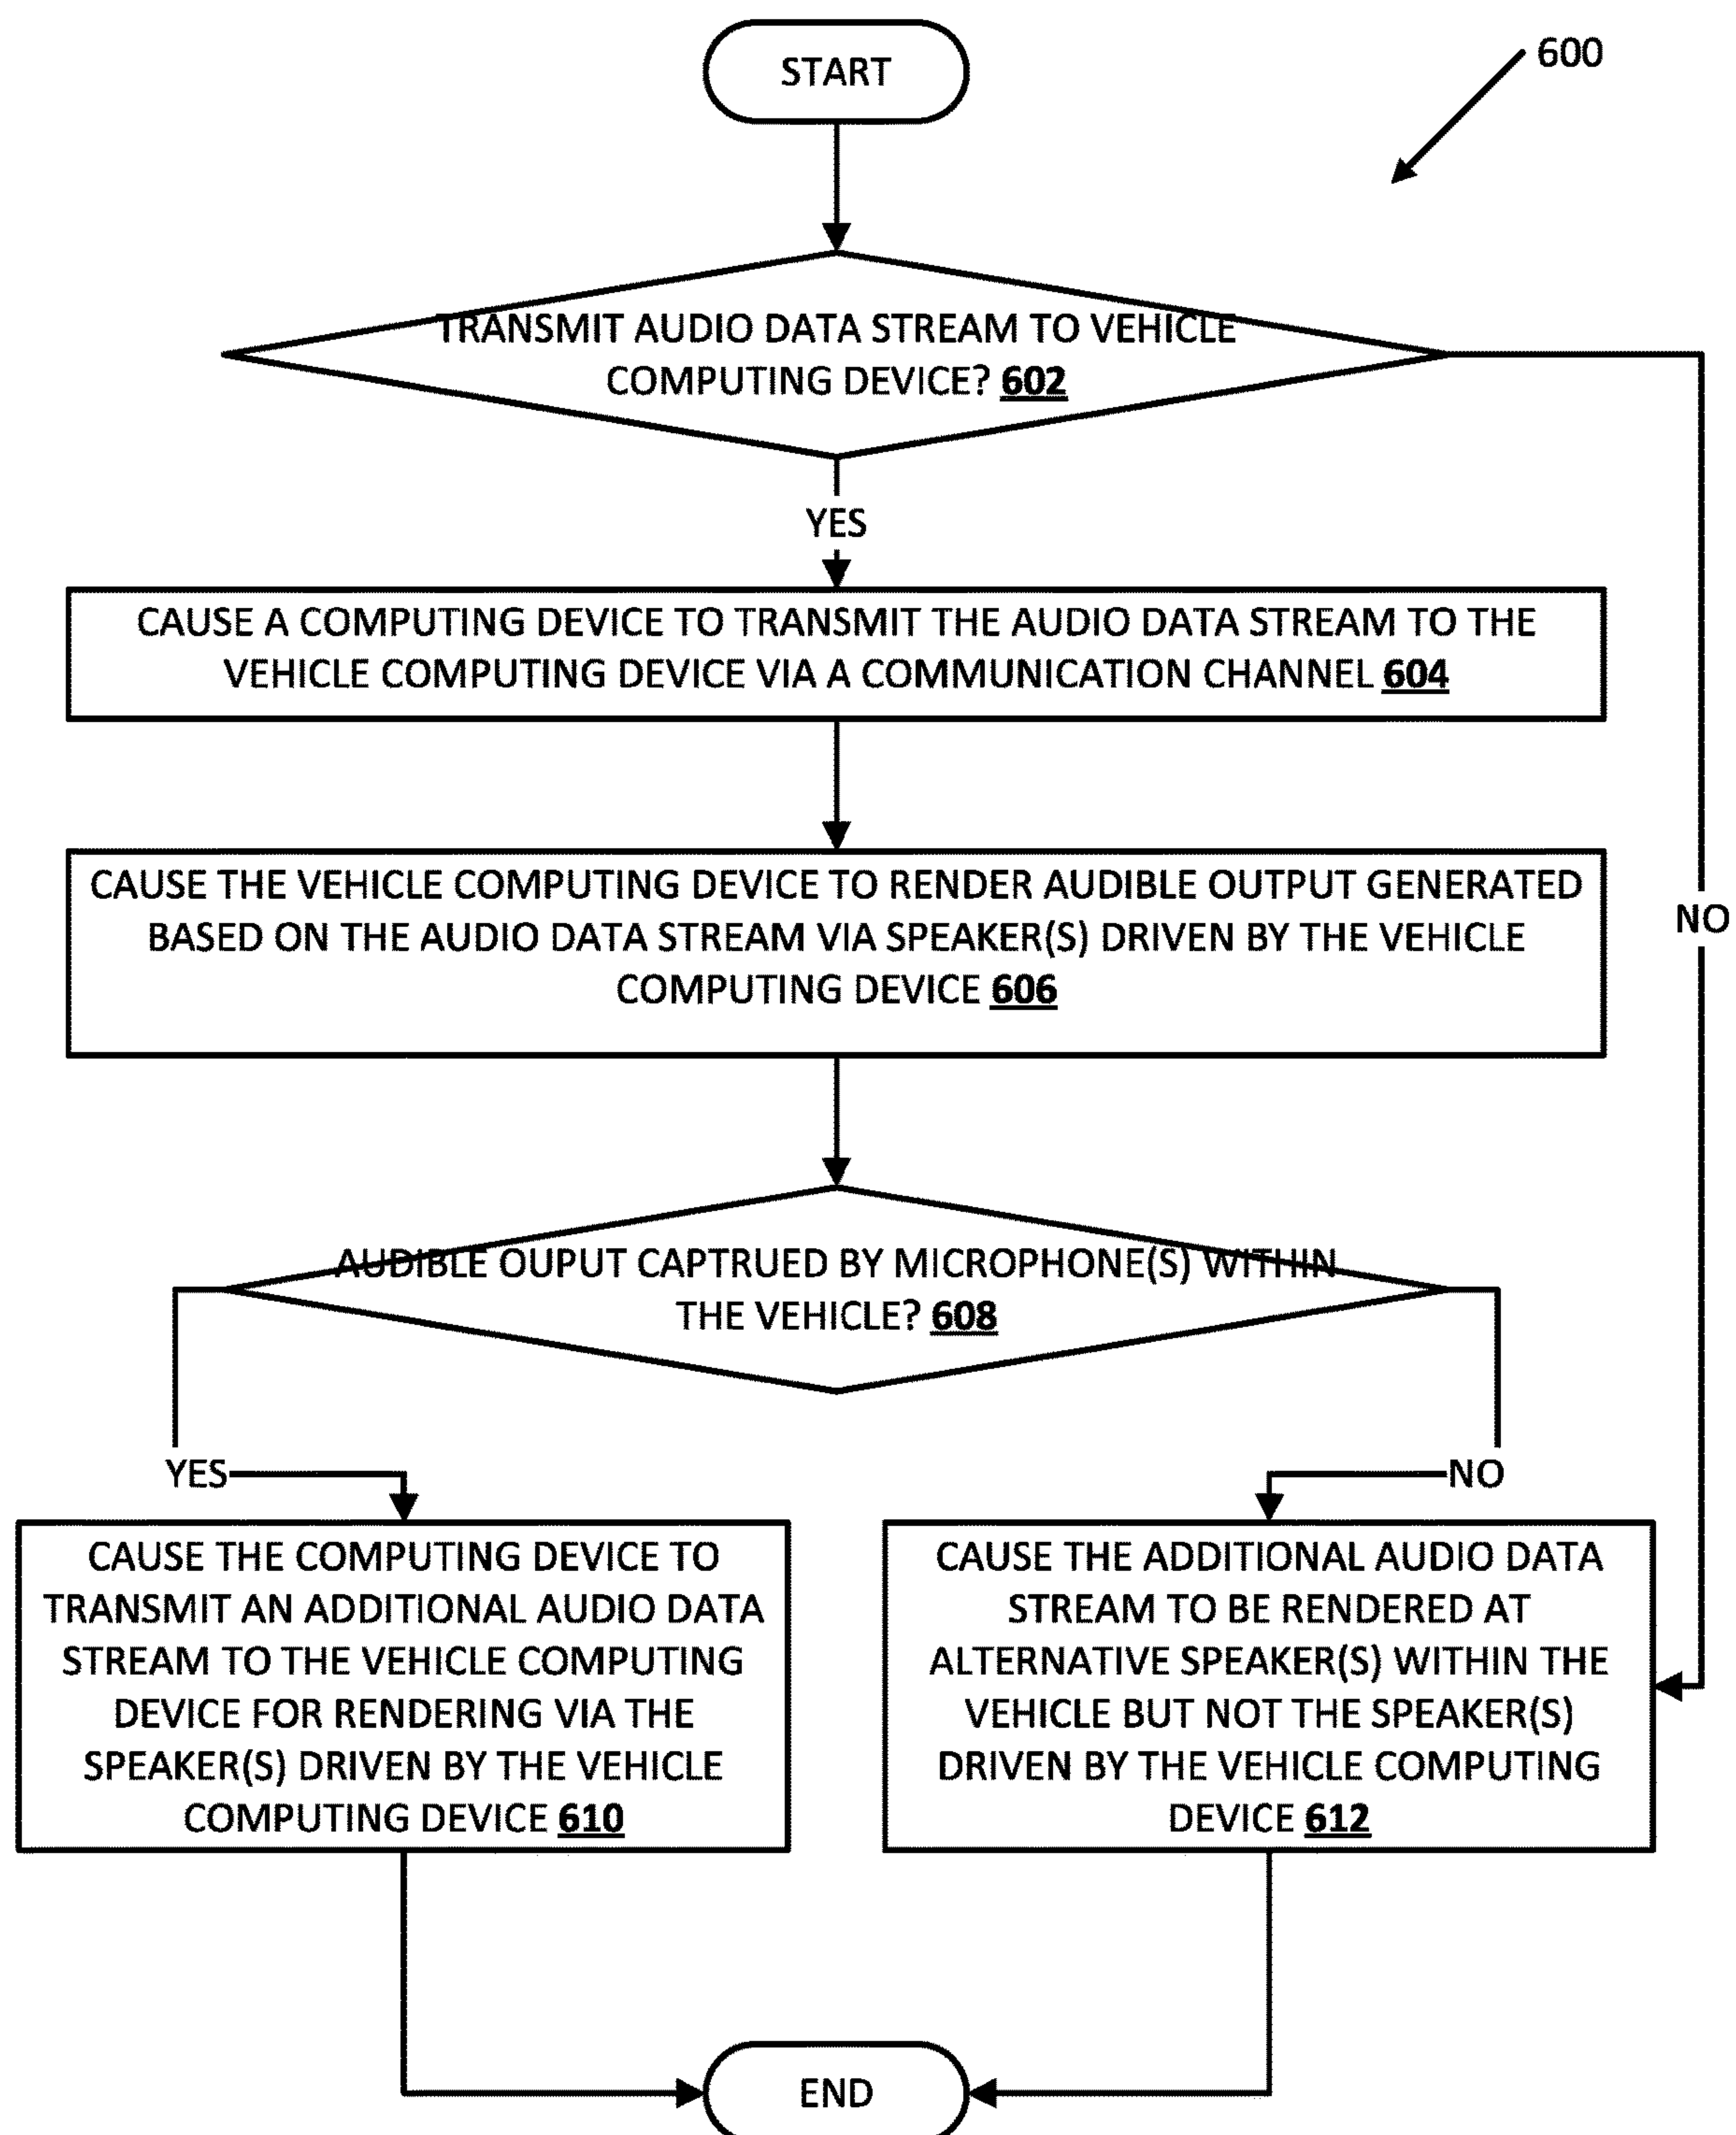 START
600
TRANSMIT AUDIO DATA STREAM TO VEHICLE
COMPUTING DEVICE? 602
YES
CAUSE A COMPUTING DEVICE TO TRANSMIT THE AUDIO DATA STREAM TO THE
VEHICLE COMPUTING DEVICE VIA A COMMUNICATION CHANNEL 604
CAUSE THE VEHICLE COMPUTING DEVICE TO RENDER AUDIBLE OUTPUT GENERATED
BASED ON THE AUDIO DATA STREAM VIA SPEAKER(S) DRIVEN BY THE VEHICLE
COMPUTING DEVICE 606
NO
AUDIBLE OUPUT CAPTRUED BY MICROPHONE(S) WITHIN
THE VEHICLE? 608
YES
NO
CAUSE THE COMPUTING DEVICE TO
TRANSMIT AN ADDITIONAL AUDIO DATA
STREAM TO THE VEHICLE COMPUTING
DEVICE FOR RENDERING VIA THE
SPEAKER(S) DRIVEN BY THE VEHICLE
COMPUTING DEVICE 610
CAUSE THE ADDITIONAL AUDIO DATA
STREAM TO BE RENDERED AT
ALTERNATIVE SPEAKER(S) WITHIN THE
VEHICLE BUT NOT THE SPEAKER(S)
DRIVEN BY THE VEHICLE COMPUTING
DEVICE 612
END